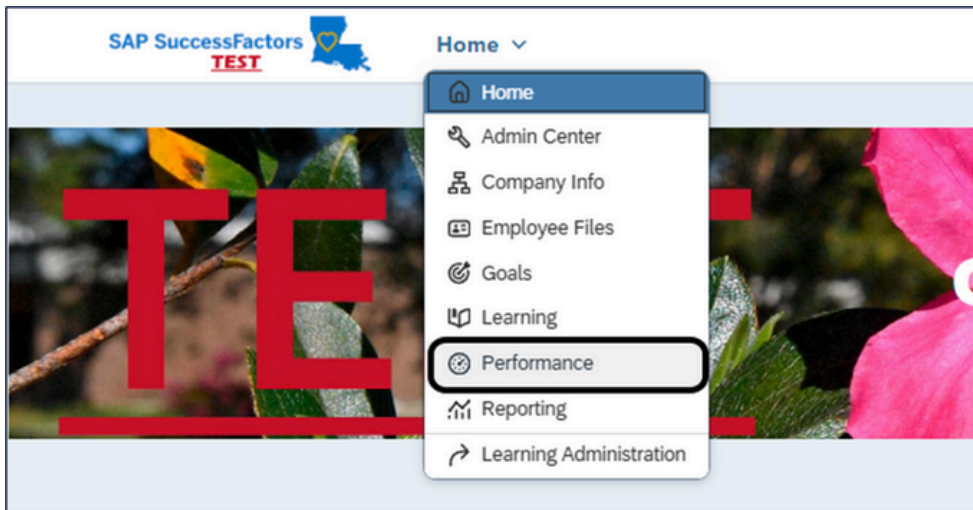 SAP SuccessFactors
TEST
Home
Home
Admin Center
Company Info
Employee Files
Goals
Learning
Performance
Reporting
Learning Administration